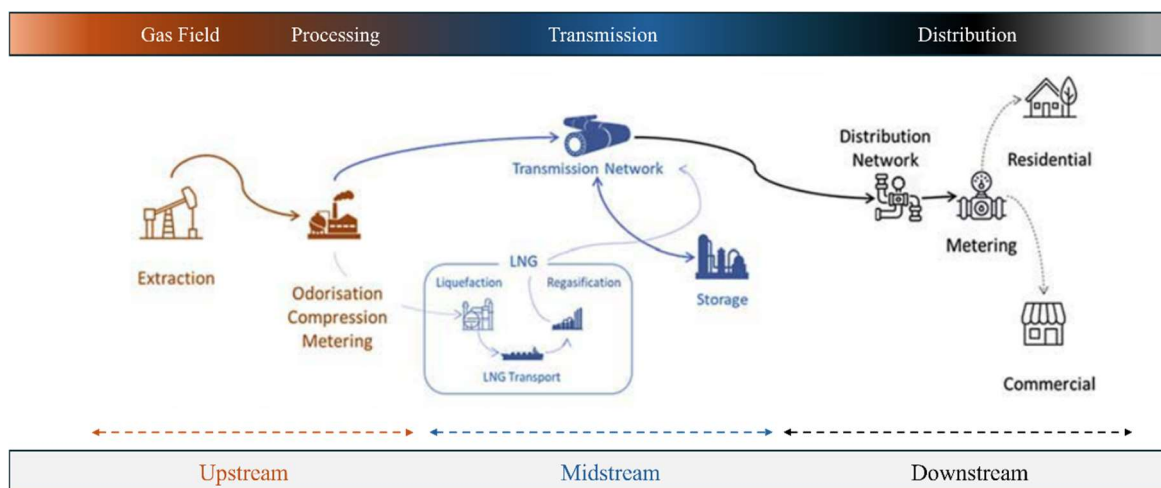 Gas Field
Processing
Transmission
Distribution
Extraction
Odorisation
Compression
Metering
Transmission Network
LNG
Liquefaction
Regasification
LNG Transport
Storage
Distribution
Network
Metering
Residential
Commercial
Upstream
Midstream
Downstream